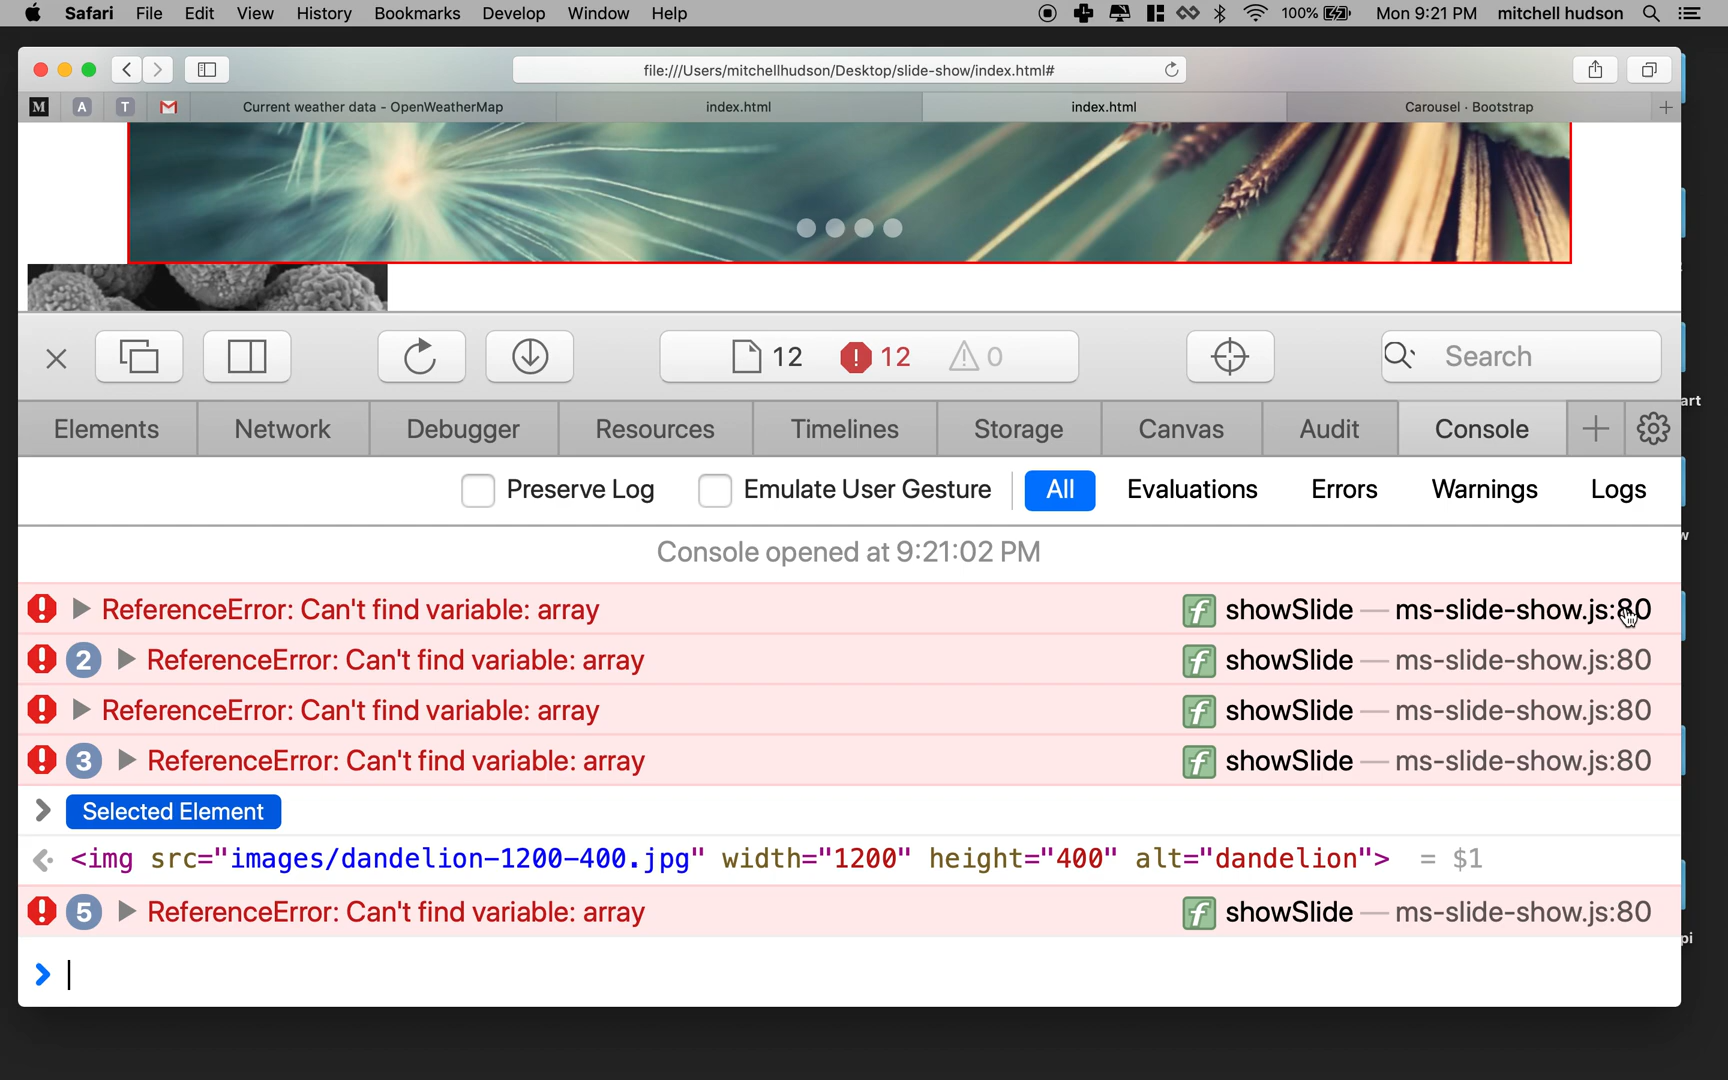 Safari File Edit View History Bookmarks Develop Window Help 100% Mon 9:21 PM mitchell hudson
file:///Users/mitchellhudson/Desktop/slide-show/index.html#
M A T Current weather data - OpenWeatherMap index.html index.html Carousel · Bootstrap
12 12 0 Search
art
Elements Network Debugger Resources Timelines Storage Canvas Audit Console
Preserve Log Emulate User Gesture All Evaluations Errors Warnings Logs
w
Console opened at 9:21:02 PM
ReferenceError: Can't find variable: array f showSlide — ms-slide-show.js:80
2 ReferenceError: Can't find variable: array f showSlide — ms-slide-show.js:80
ReferenceError: Can't find variable: array f showSlide — ms-slide-show.js:80
3 ReferenceError: Can't find variable: array f showSlide — ms-slide-show.js:80
Selected Element
<img src="images/dandelion-1200-400.jpg" width="1200" height="400" alt="dandelion"> = $1
5 ReferenceError: Can't find variable: array f showSlide — ms-slide-show.js:80
pi